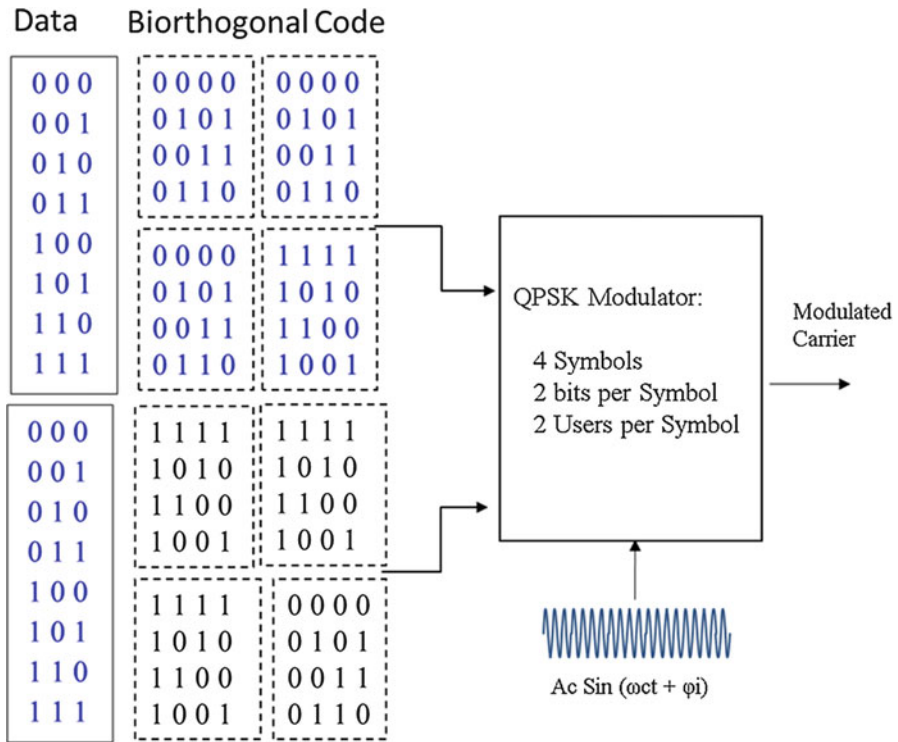 Data Biorthogonal Code
0 0 0 0 0 0 0 0 0 0 0
0 0 1 0 1 0 1 0 1 0 1
0 1 0 0 0 1 1 0 0 1 1
0 1 1 0 1 1 0 0 1 1 0
1 0 0 0 0 0 0 1 1 1 1
1 0 1 0 1 0 1 1 0 1 0
1 1 0 0 0 1 1 1 1 0 0
1 1 1 0 1 1 0 1 0 0 1
0 0 0 1 1 1 1 1 1 1 1
0 0 1 1 0 1 0 1 0 1 0
0 1 0 1 1 0 0 1 1 0 0
0 1 1 1 0 0 1 1 0 0 1
1 0 0 1 1 1 1 0 0 0 0
1 0 1 1 0 1 0 0 1 0 1
1 1 0 1 1 0 0 0 0 1 1
1 1 1 1 0 0 1 0 1 1 0
QPSK Modulator:
4 Symbols
2 bits per Symbol
2 Users per Symbol
Modulated
Carrier
Ac Sin (ωct + φi)